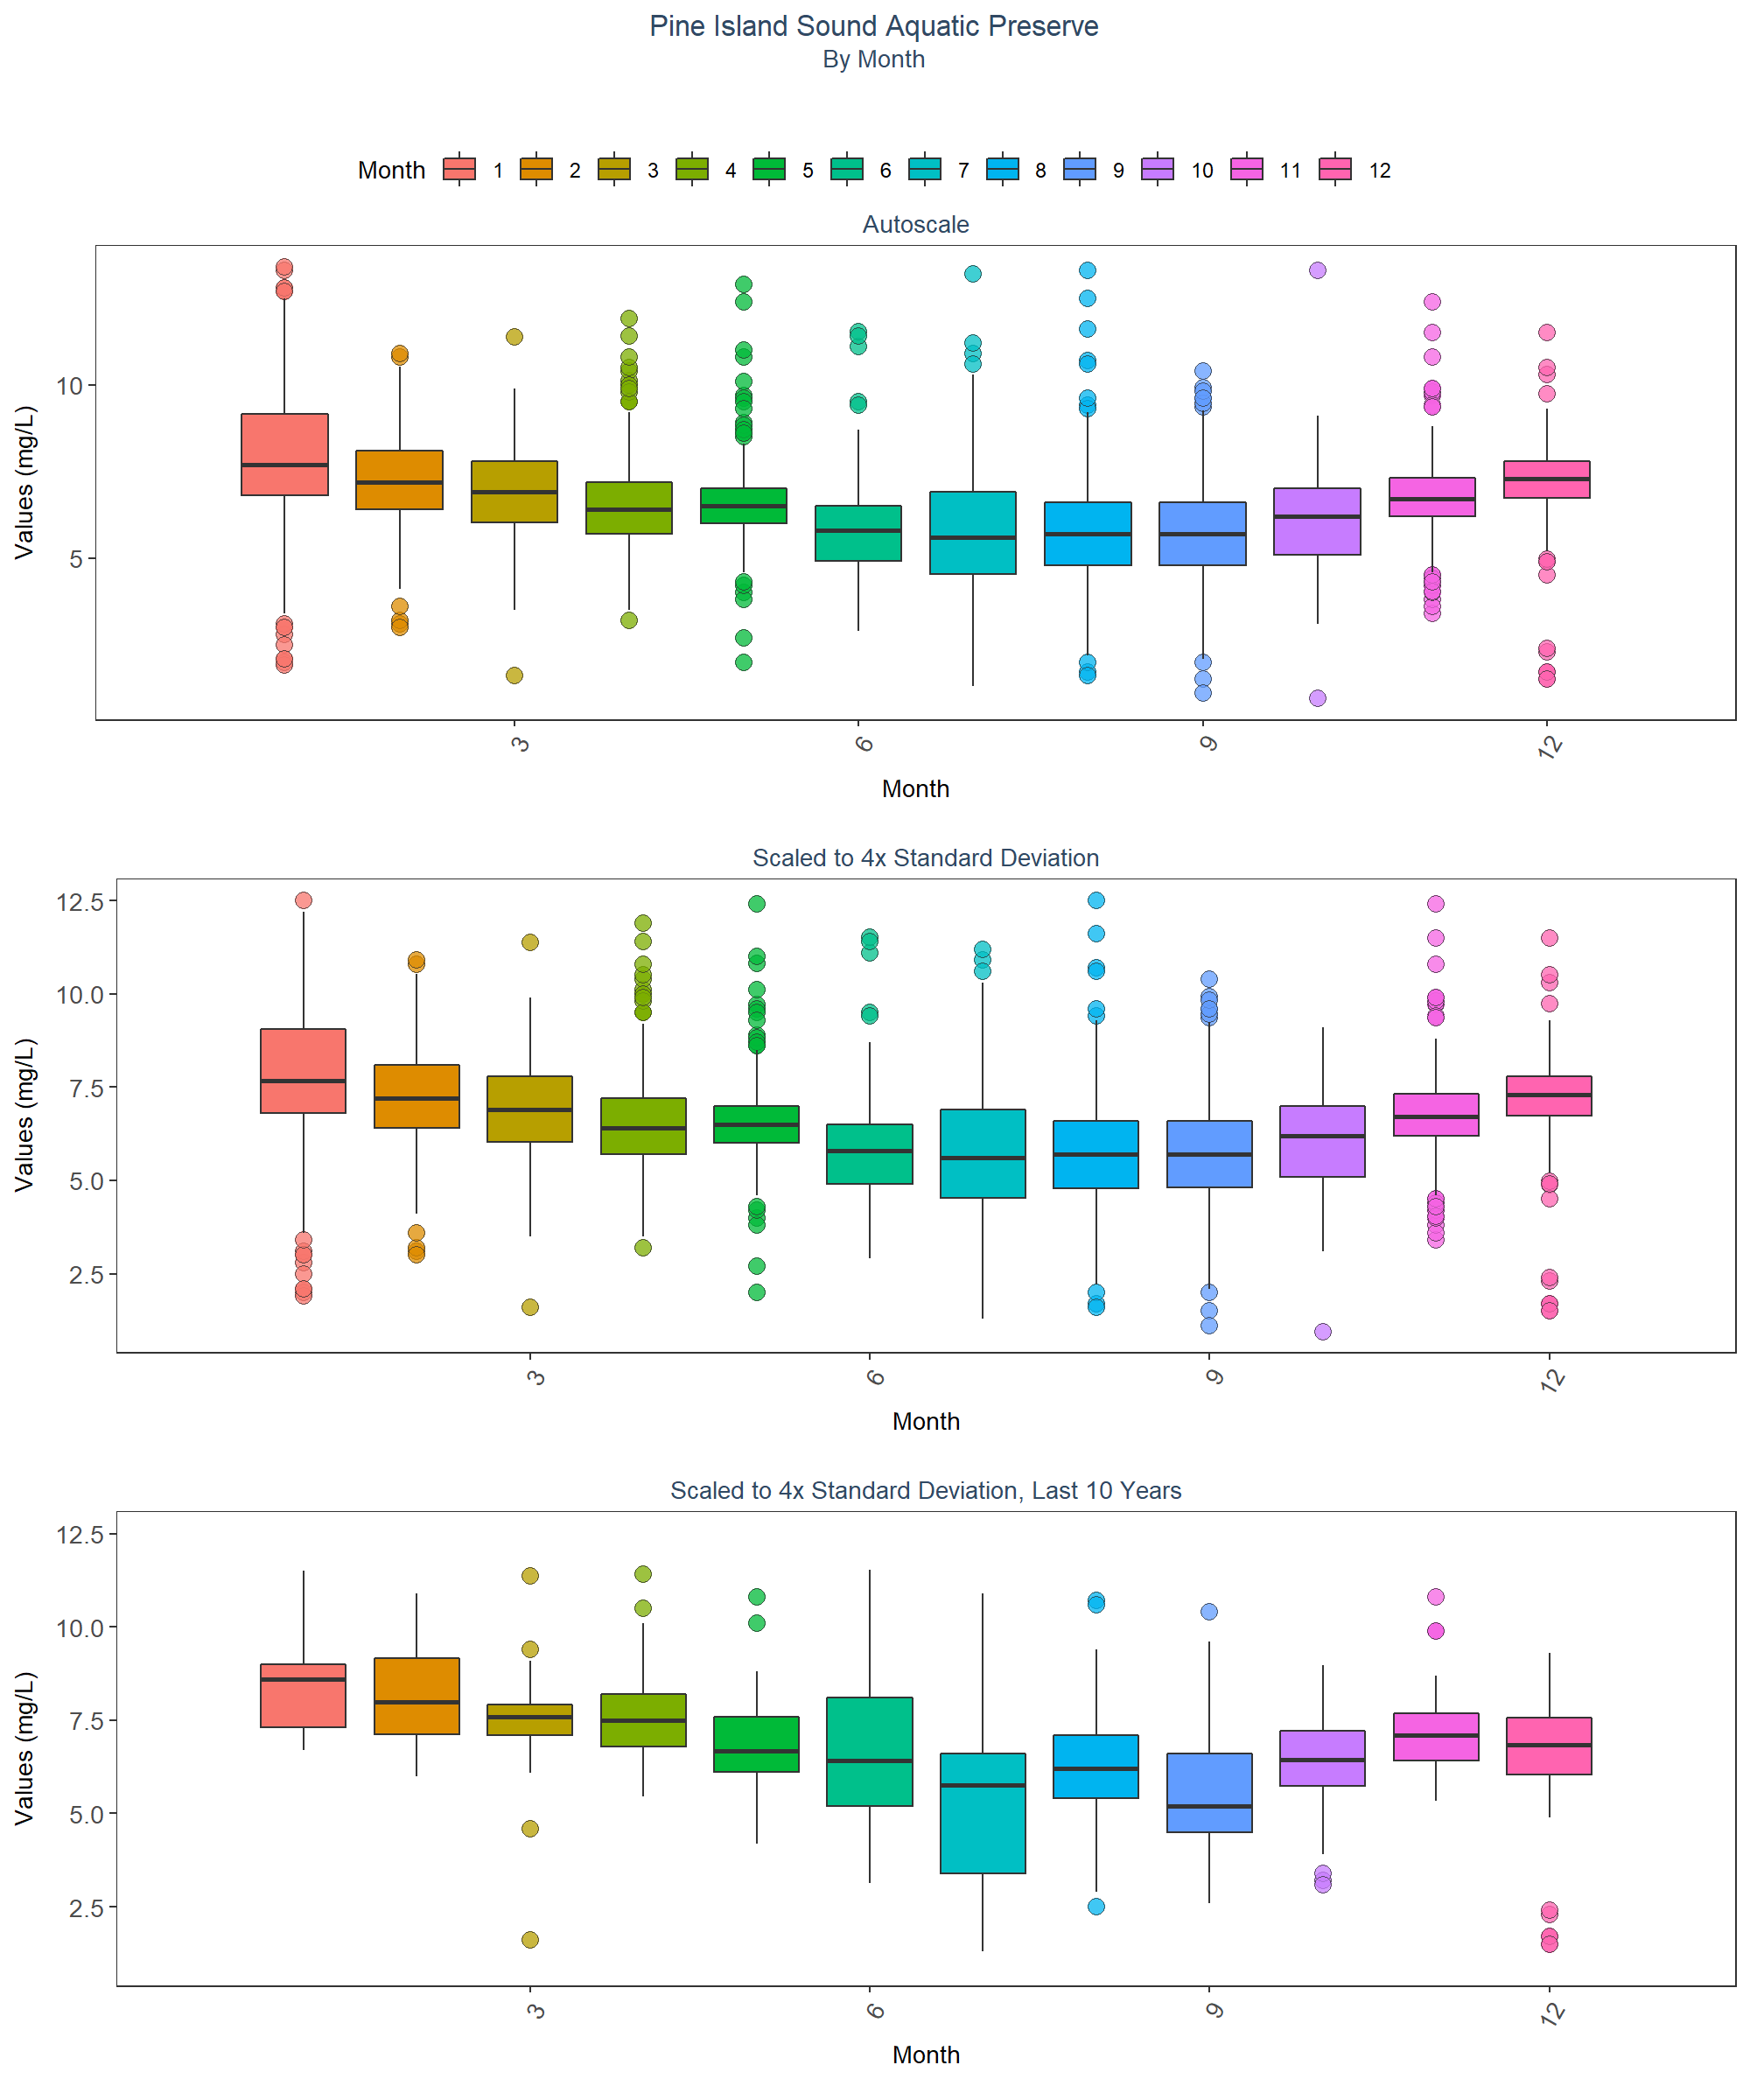 Pine Island Sound Aquatic Preserve
By Month
Month 1 2 3 4 5 6 7 8 9 10 11 12
Autoscale
Values (mg/L)
10
5
3 6 9 12
Month
Scaled to 4x Standard Deviation
Values (mg/L)
12.5
10.0
7.5
5.0
2.5
3 6 9 12
Month
Scaled to 4x Standard Deviation, Last 10 Years
Values (mg/L)
12.5
10.0
7.5
5.0
2.5
3 6 9 12
Month